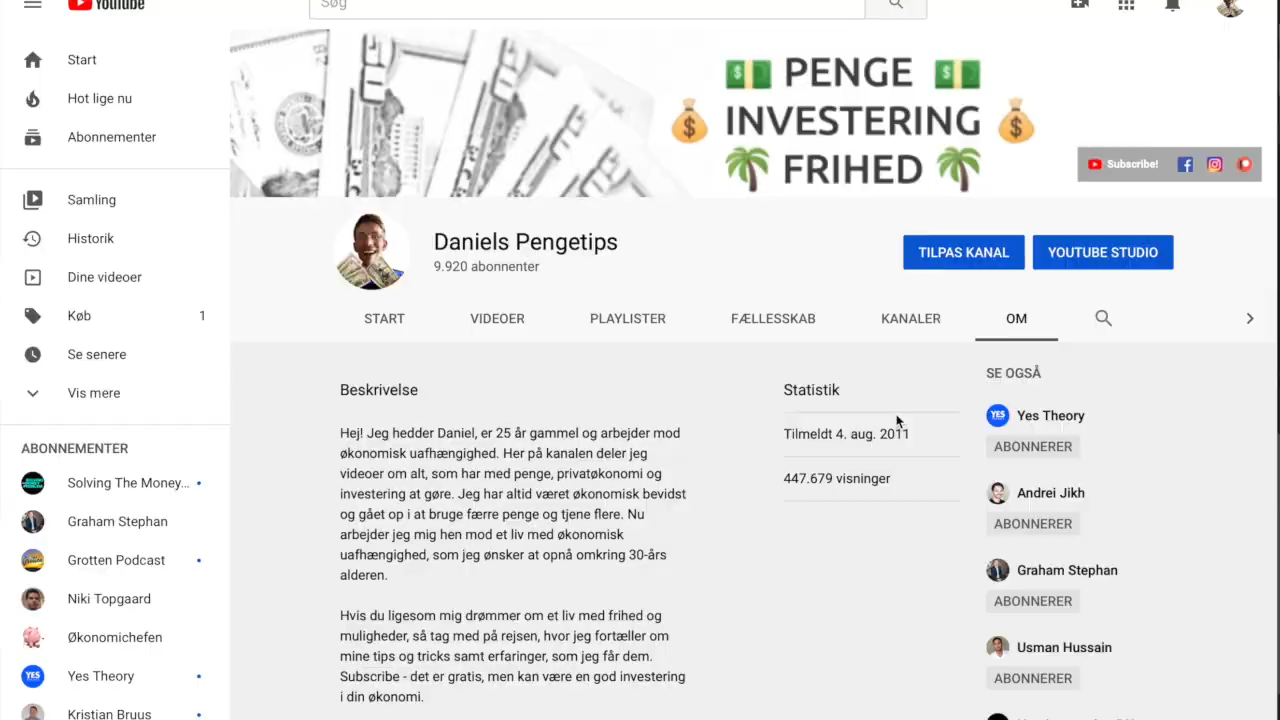 YouTube
Søg
Start
Hot lige nu
Abonnementer
Samling
Historik
Dine videoer
Køb 1
Se senere
Vis mere
ABONNEMENTER
Solving The Money...
Graham Stephan
Grotten Podcast
Niki Topgaard
Økonomichefen
YES Yes Theory
Kristian Bruus
PENGE
INVESTERING
FRIHED
Subscribe!
Daniels Pengetips
9.920 abonnenter
TILPAS KANAL
YOUTUBE STUDIO
START VIDEOER PLAYLISTER FÆLLESSKAB KANALER OM
Beskrivelse
Hej! Jeg hedder Daniel, er 25 år gammel og arbejder mod
økonomisk uafhængighed. Her på kanalen deler jeg
videoer om alt, som har med penge, privatøkonomi og
investering at gøre. Jeg har altid været økonomisk bevidst
og gået op i at bruge færre penge og tjene flere. Nu
arbejder jeg mig hen mod et liv med økonomisk
uafhængighed, som jeg ønsker at opnå omkring 30-års
alderen.
Hvis du ligesom mig drømmer om et liv med frihed og
muligheder, så tag med på rejsen, hvor jeg fortæller om
mine tips og tricks samt erfaringer, som jeg får dem.
Subscribe - det er gratis, men kan være en god investering
i din økonomi.
Statistik
Tilmeldt 4. aug. 2011
447.679 visninger
SE OGSÅ
YES Yes Theory
ABONNERER
Andrei Jikh
ABONNERER
Graham Stephan
ABONNERER
Usman Hussain
ABONNERER